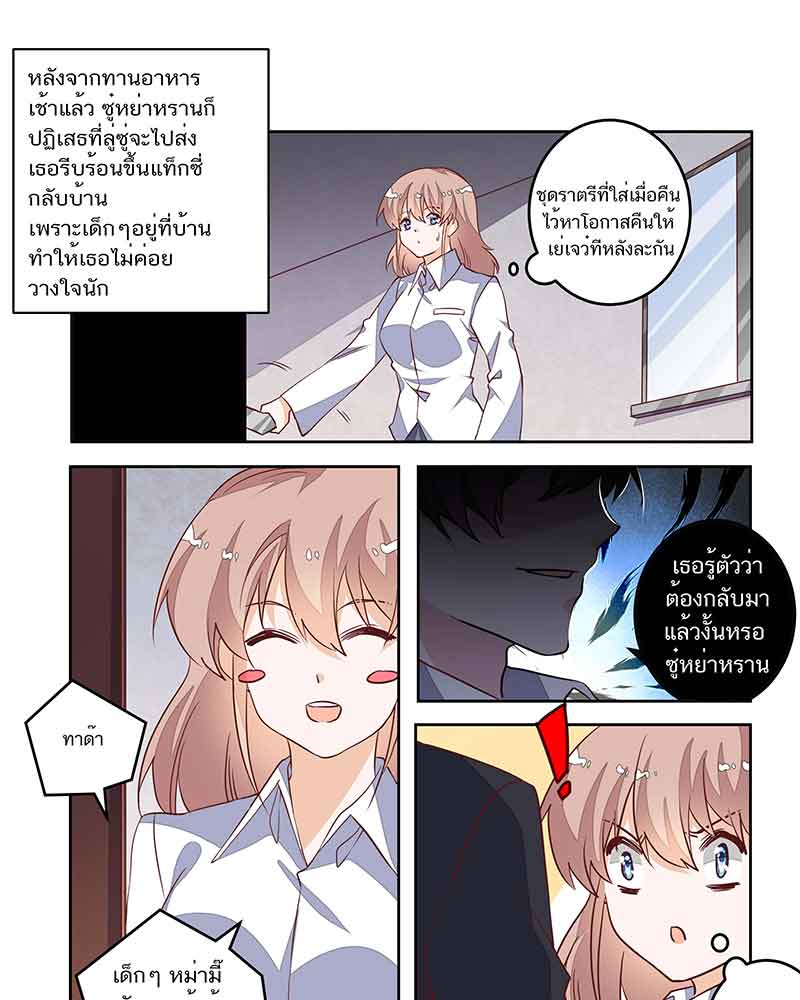 หลังจากทานอาหาร
เช้าแล้ว ซู๋หย่าหรานก็
ปฏิเสธที่ลู่ซู่จะไปส่ง
เธอรีบร้อนขึ้นแท็กซี่
กลับบ้าน
เพราะเด็กๆอยู่ที่บ้าน
ทำให้เธอไม่ค่อย
วางใจนัก
ชุดราตรีที่ใส่เมื่อคืน
ไว้หาโอกาสคืนให้
เย่เจว๋ทีหลังละกัน
เธอรู้ตัวว่า
ต้องกลับมา
แล้วงั้นหรอ
ซู๋หย่าหราน
ทาด๊า
!
เด็กๆ หม่ามี๊